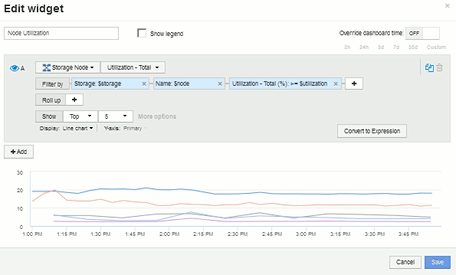 Edit widget
×
Node Utilization
Show legend
Override dashboard time: OFF
3h 24h 3d 7d 30d Custom
A Storage Node Utilization - Total
Filter by Storage: $storage × Name: $node × Utilization - Total (%): >= $utilization × +
Roll up +
Show Top 5 More options
Display: Line chart Y-axis: Primary
Convert to Expression
+ Add
30
20
10
0
1:00 PM 1:15 PM 1:30 PM 1:45 PM 2:00 PM 2:15 PM 2:30 PM 2:45 PM 3:00 PM 3:15 PM 3:30 PM 3:45 PM
Cancel Save